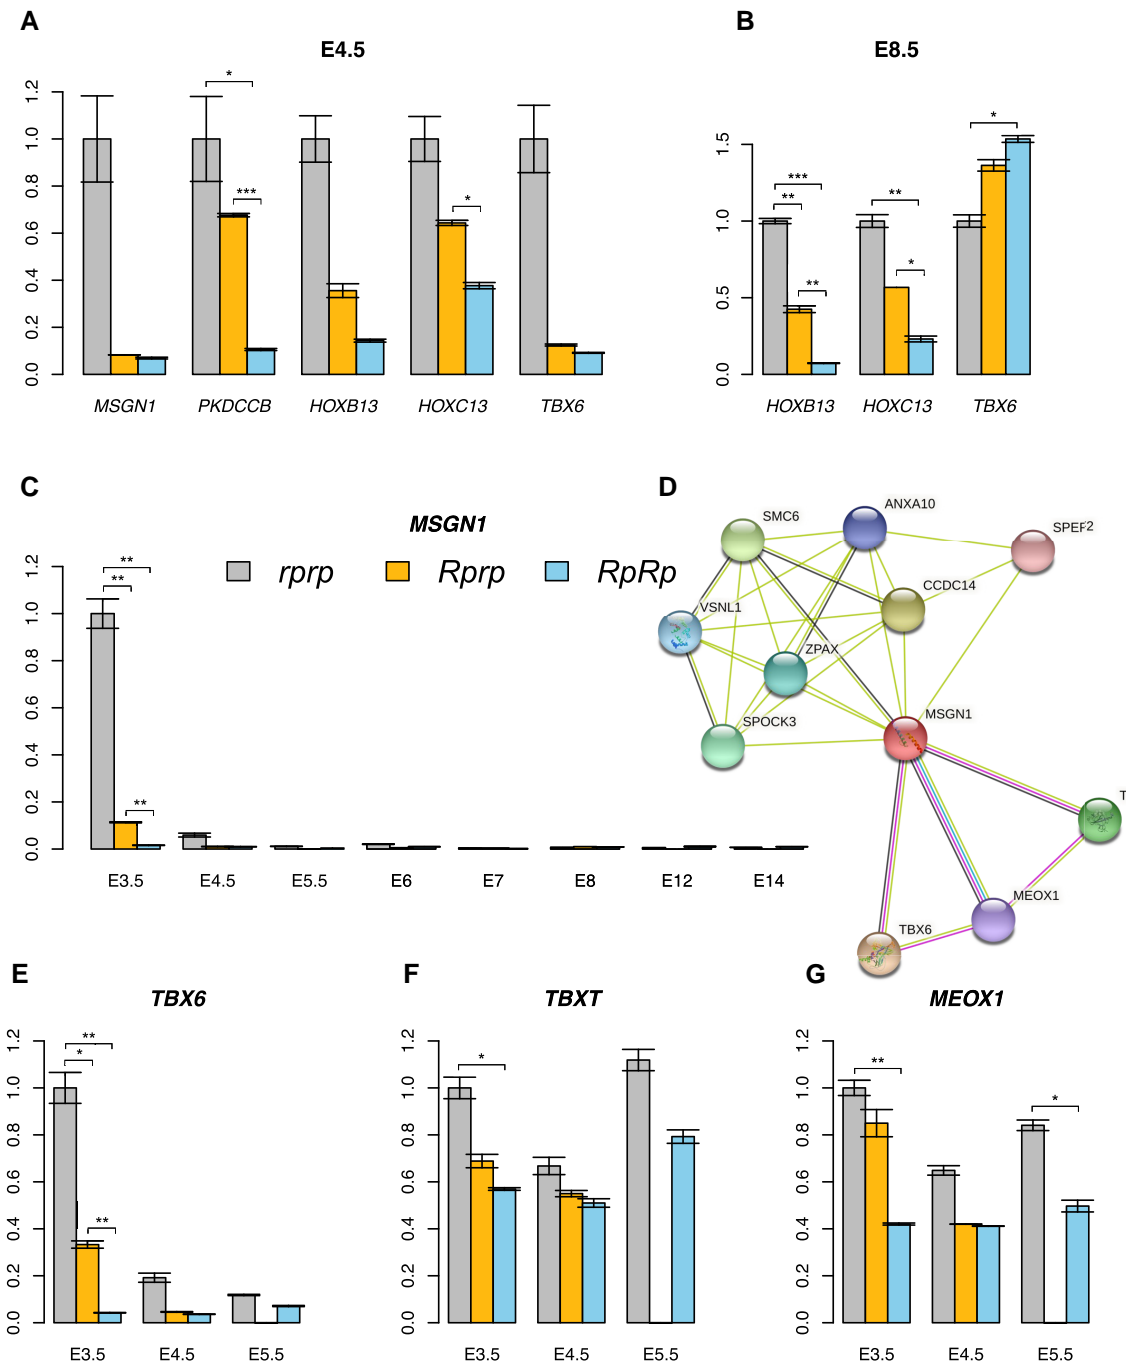 A
E4.5
1.2
1.0
0.8
0.6
0.4
0.2
0.0
*
***
*
MSGN1 PKDCCB HOXB13 HOXC13 TBX6
B
E8.5
1.5
1.0
0.5
0.0
***
**
**
**
*
*
HOXB13 HOXC13 TBX6
C
MSGN1
rprp Rprp RpRp
1.2
1.0
0.8
0.6
0.4
0.2
0.0
**
**
**
E3.5 E4.5 E5.5 E6 E7 E8 E12 E14
D
SMC6
ANXA10
SPEF2
CCDC14
VSNL1
ZPAX
SPOCK3
MSGN1
T
MEOX1
TBX6
E
TBX6
1.2
1.0
0.8
0.6
0.4
0.2
0.0
**
*
**
E3.5 E4.5 E5.5
F
TBXT
1.2
1.0
0.8
0.6
0.4
0.2
0.0
*
E3.5 E4.5 E5.5
G
MEOX1
1.2
1.0
0.8
0.6
0.4
0.2
0.0
**
*
E3.5 E4.5 E5.5